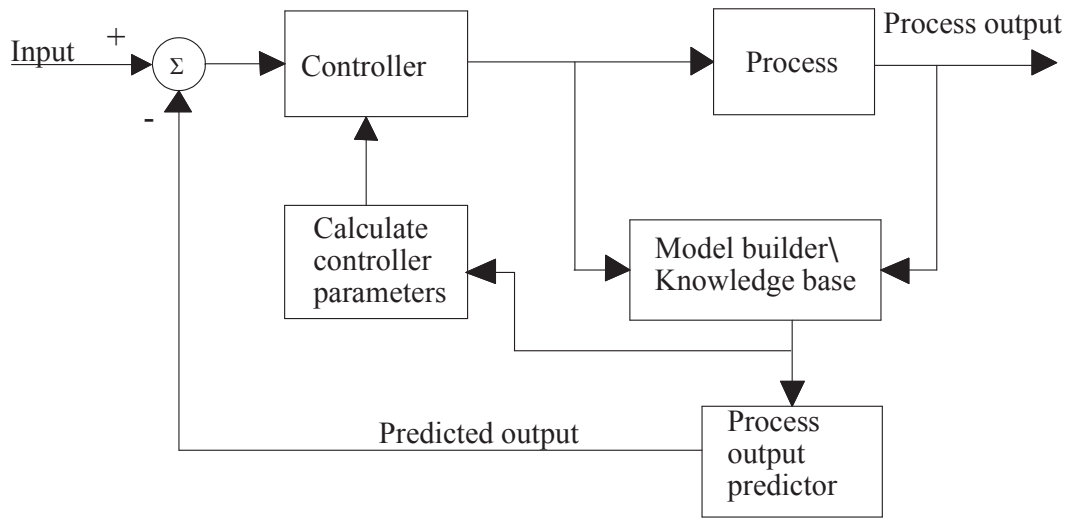 Process output
+
Input
Σ
Controller
Process
-
Calculate
controller
parameters
Model builder\
Knowledge base
Predicted output
Process
output
predictor